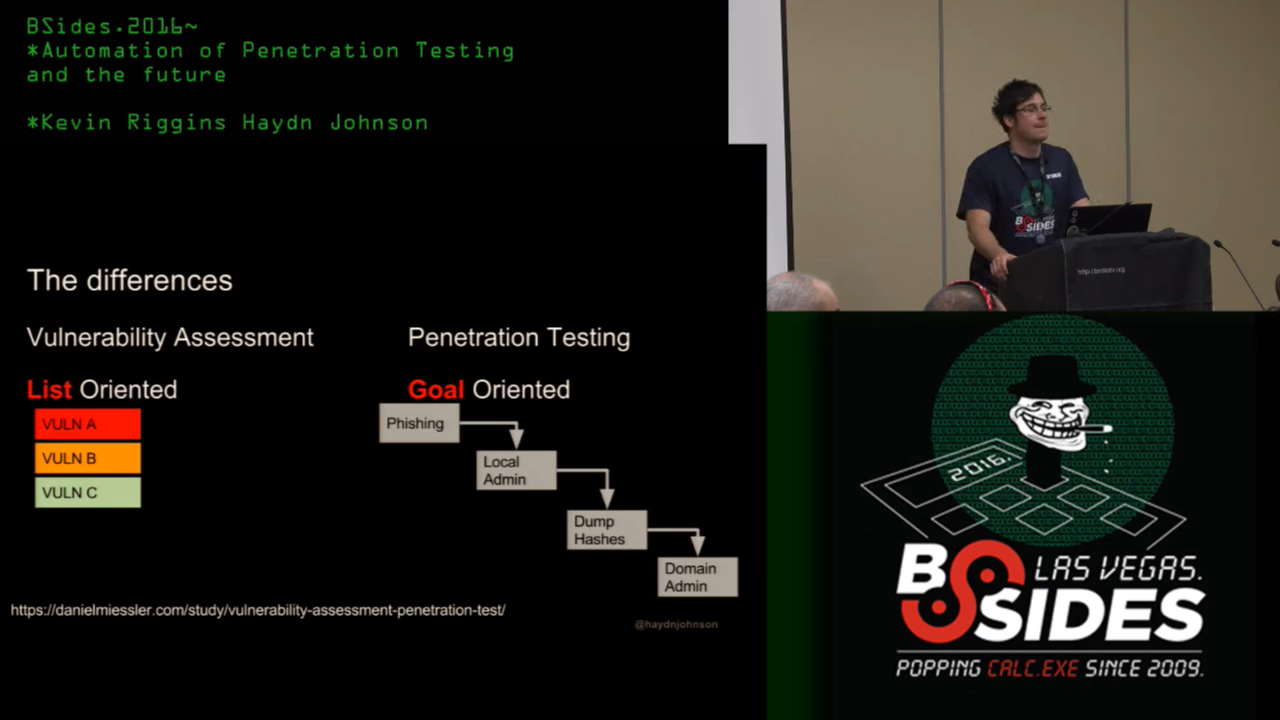 BSides.2016~
*Automation of Penetration Testing
and the future
*Kevin Riggins Haydn Johnson
The differences
Vulnerability Assessment
List Oriented
VULN A
VULN B
VULN C
Penetration Testing
Goal Oriented
Phishing
Local
Admin
Dump
Hashes
Domain
Admin
https://danielmiessler.com/study/vulnerability-assessment-penetration-test/
@haydnjohnson
BSIDES
2016.
BSIDES
LAS VEGAS.
POPPING CALC.EXE SINCE 2009.